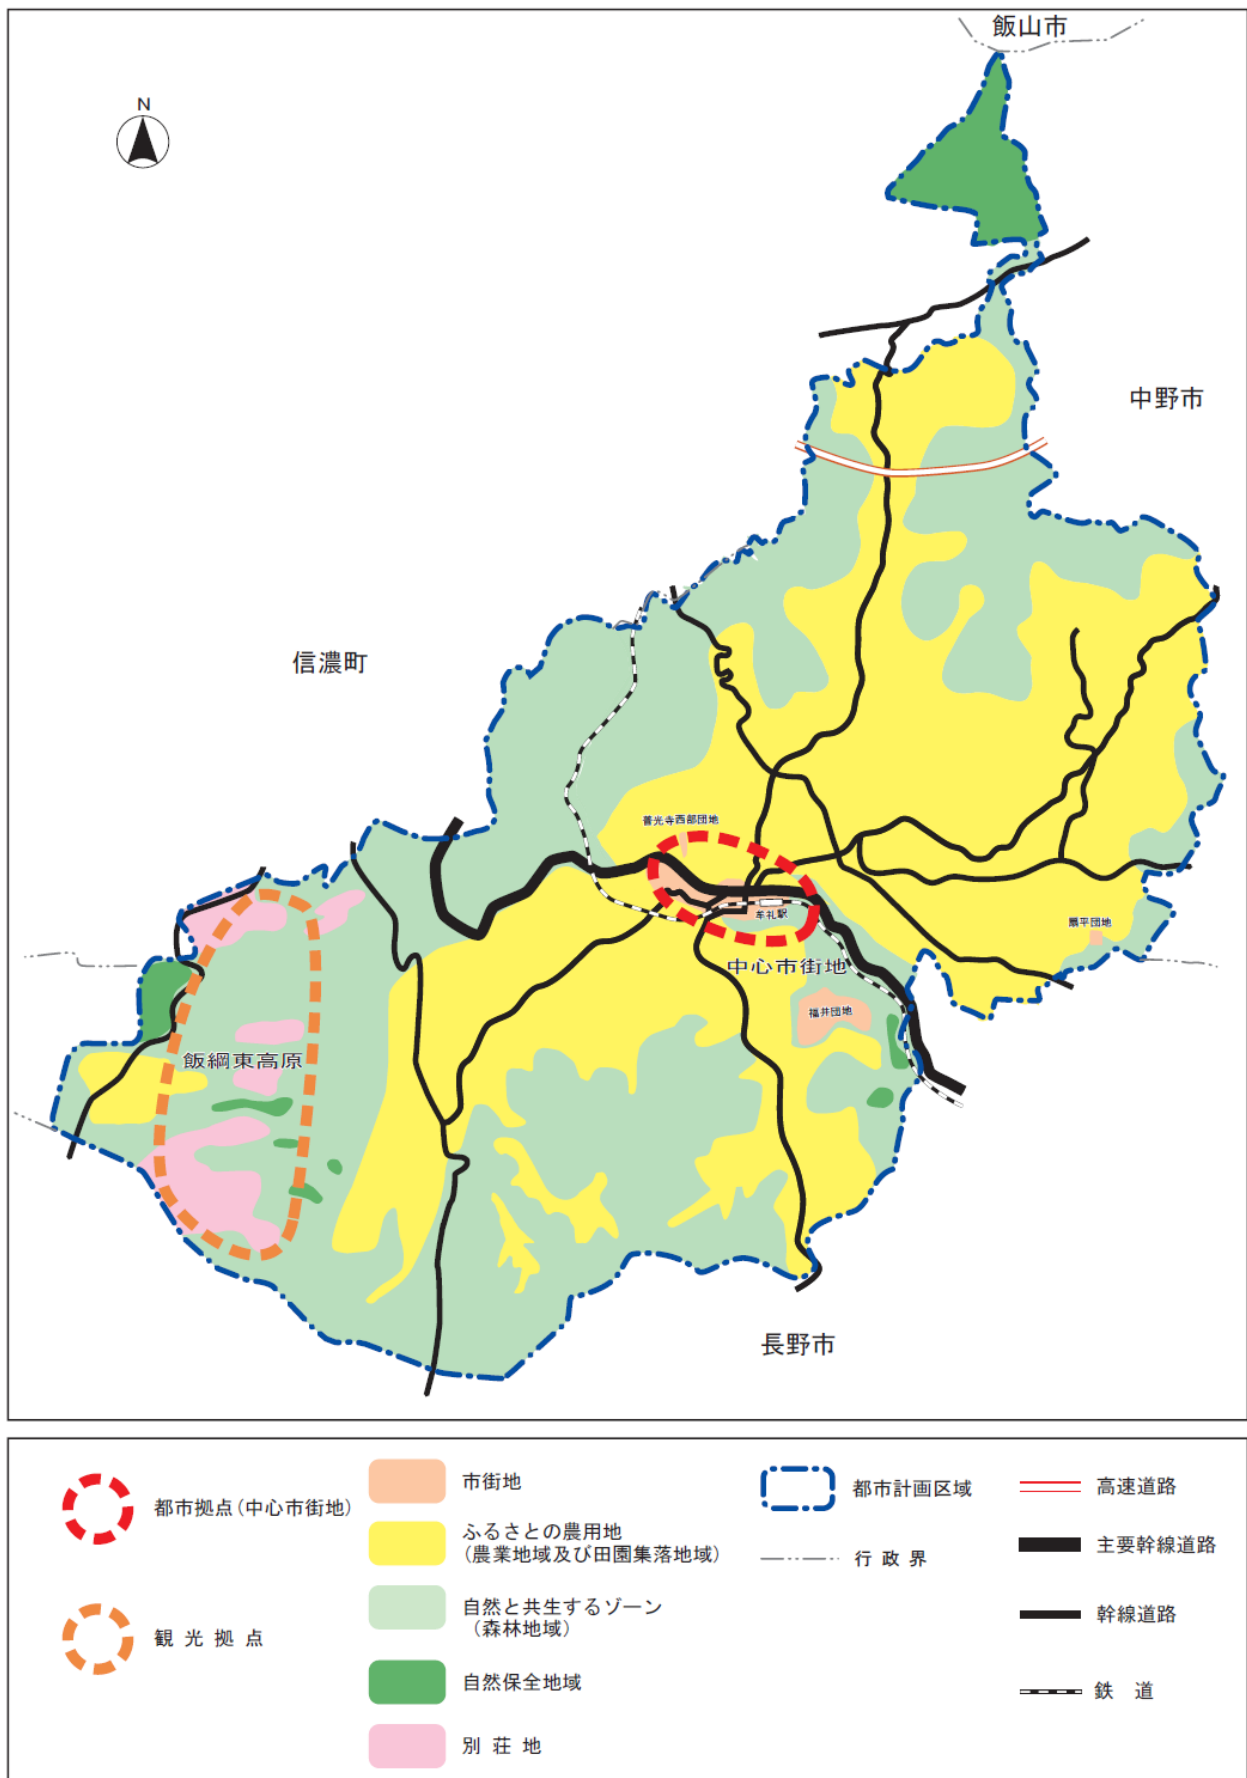 飯山市
N
中野市
信濃町
普光寺西部団地
牟礼駅
扇平団地
中心市街地
福井団地
飯綱東高原
長野市
都市拠点(中心市街地)
観光拠点
市街地
ふるさとの農用地
(農業地域及び田園集落地域)
自然と共生するゾーン
(森林地域)
自然保全地域
別荘地
都市計画区域
行政界
高速道路
主要幹線道路
幹線道路
鉄道